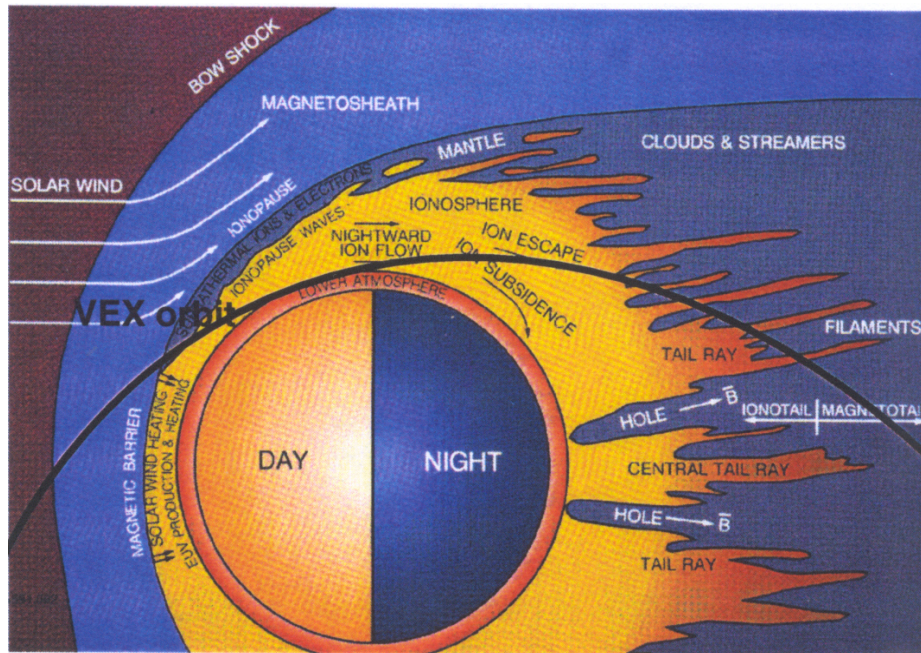 BOW SHOCK
MAGNETOSHEATH
CLOUDS & STREAMERS
MANTLE
SOLAR WIND
IONOPAUSE
SUPRATHERMAL IONS & ELECTRONS
IONOPAUSE WAVES
IONOSPHERE
NIGHTWARD
ION FLOW
ION ESCAPE
ION SUBSIDENCE
LOWER ATMOSPHERE
VEX orbit
FILAMENTS
TAIL RAY
HOLE
B
IONOTAIL
MAGNETOTAI
MAGNETIC BARRIER
SOLAR WIND HEATING
EUV PRODUCTION & HEATING
DAY
NIGHT
CENTRAL TAIL RAY
HOLE
B
TAIL RAY